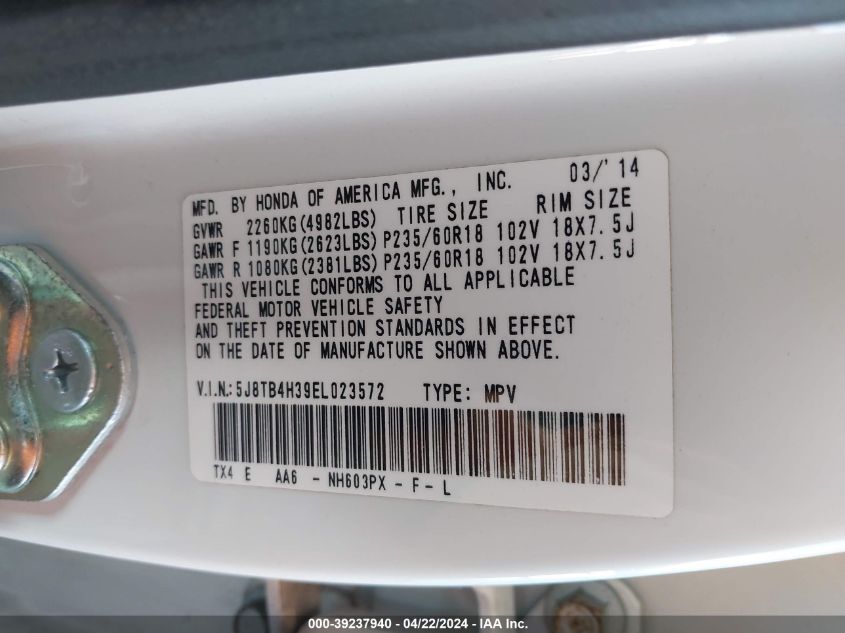 MFD. BY HONDA OF AMERICA MFG., INC. 03/'14
GVWR 2260KG(4982LBS) TIRE SIZE RIM SIZE
GAWR F 1190KG(2623LBS) P235/60R18 102V 18X7.5J
GAWR R 1080KG(2381LBS) P235/60R18 102V 18X7.5J
THIS VEHICLE CONFORMS TO ALL APPLICABLE
FEDERAL MOTOR VEHICLE SAFETY
AND THEFT PREVENTION STANDARDS IN EFFECT
ON THE DATE OF MANUFACTURE SHOWN ABOVE.
V.I.N.: 5J8TB4H39EL023572 TYPE: MPV
TX4 E AA6 - NH603PX - F - L
000-39237940 - 04/22/2024 - IAA Inc.